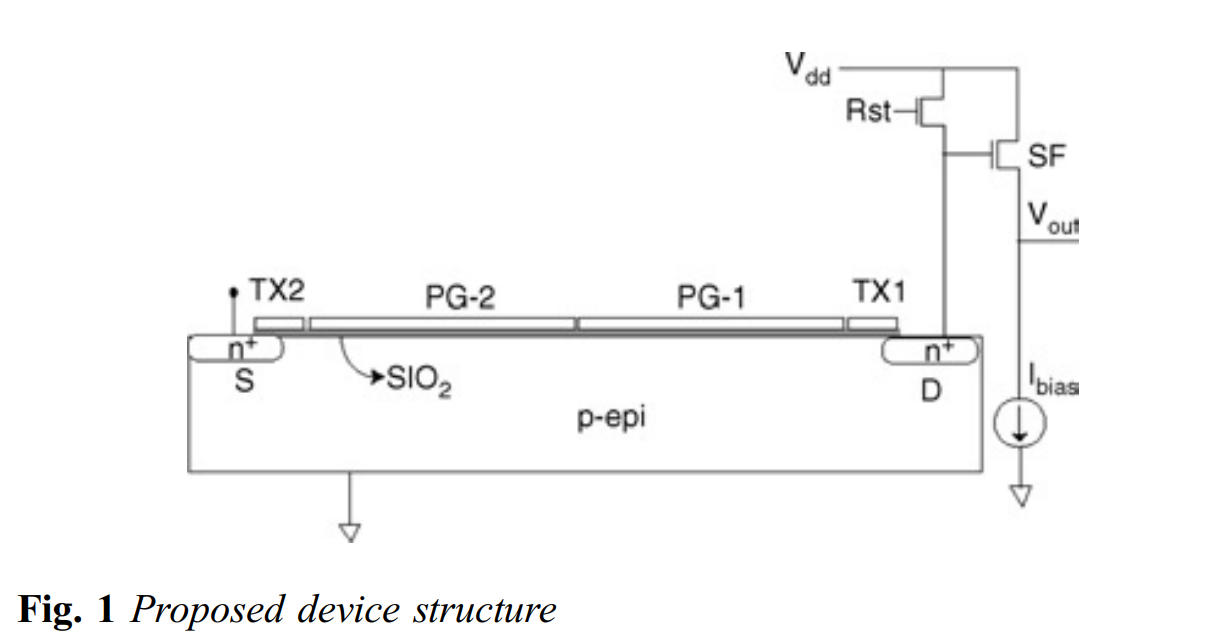 Vdd
Rst
SF
Vout
TX2 PG-2 PG-1 TX1
n+ n+
S SIO2 D Ibias
p-epi
Fig. 1 Proposed device structure